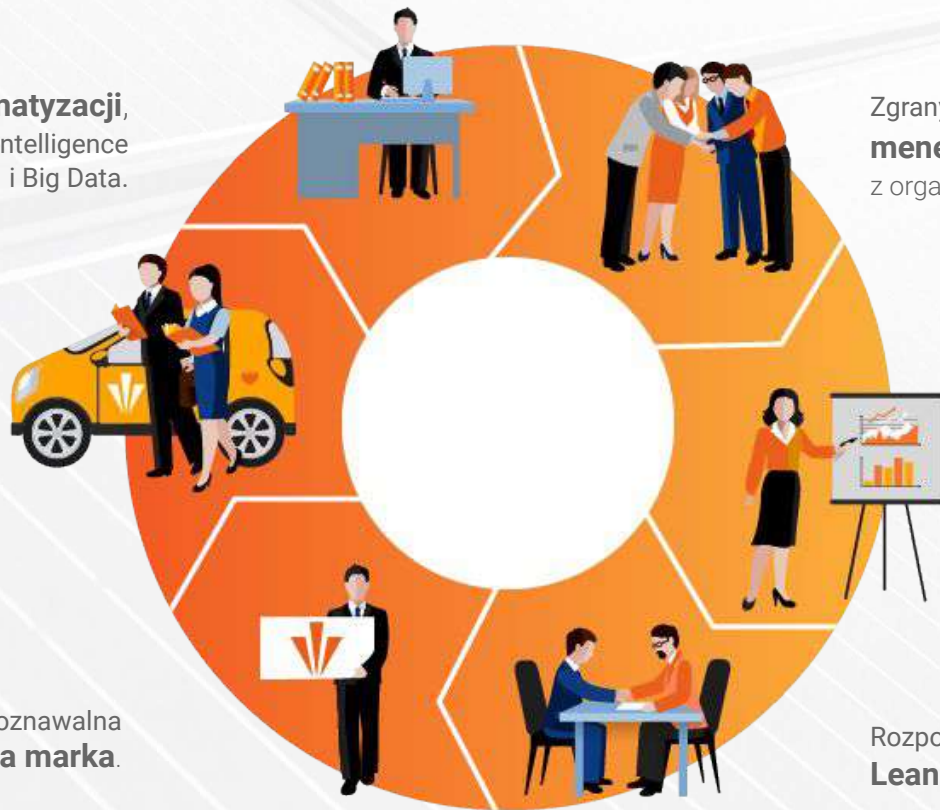 matyzacji,
ntelligence
i Big Data.
Zgrany
mene
z orga
oznawalna
a marka.
Rozpo
Lean